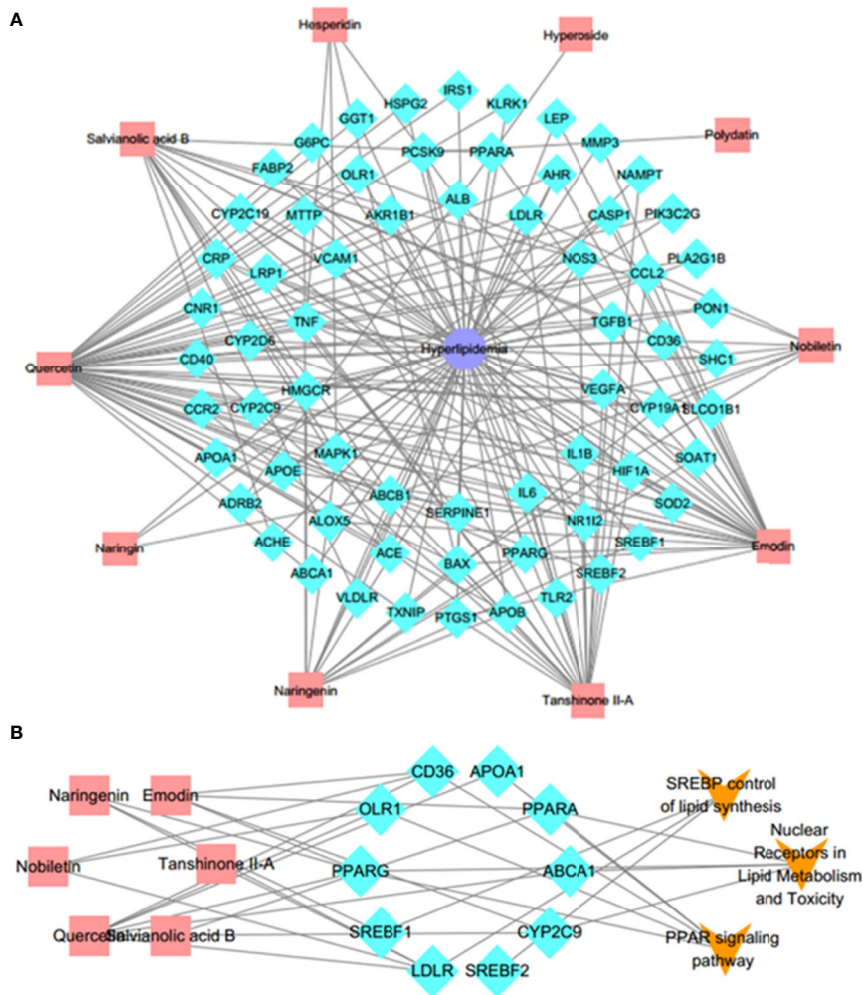 A
Hesperidin
Hyperoside
IRS1
HSPG2
KLRK1
GGT1
LEP
Salvianolic acid B
G6PC
PCSK9
PPARA
MMP3
Polydatin
FABP2
OLR1
AHR
NAMPT
ALB
CYP2C19
MTTP
AKR1B1
LDLR
CASP1
PIK3C2G
CRP
LRP1
VCAM1
NOS3
CCL2
PLA2G1B
CNR1
TNF
TGFB1
PON1
CYP2D6
CD36
Hyperlipidemia
Nobiletin
Quercetin
CD40
SHC1
HMGCR
VEGFA
CCR2
CYP2C9
CYP19A1
SLCO1B1
APOA1
APOE
MAPK1
IL1B
HIF1A
SOAT1
ADRB2
ABCB1
IL6
SOD2
ALOX5
SERPINE1
NR1I2
Naringin
ACHE
ACE
BAX
PPARG
SREBF1
Emodin
ABCA1
SREBF2
VLDLR
TXNIP
PTGS1
APOB
TLR2
Naringenin
Tanshinone II-A
B
CD36
APOA1
SREBP control
of lipid synthesis
Naringenin
Emodin
OLR1
PPARA
Nuclear
Receptors in
Lipid Metabolism
and Toxicity
Nobiletin
Tanshinone II-A
PPARG
ABCA1
Quercetin
Salvianolic acid B
SREBF1
CYP2C9
PPAR signaling
pathway
LDLR
SREBF2